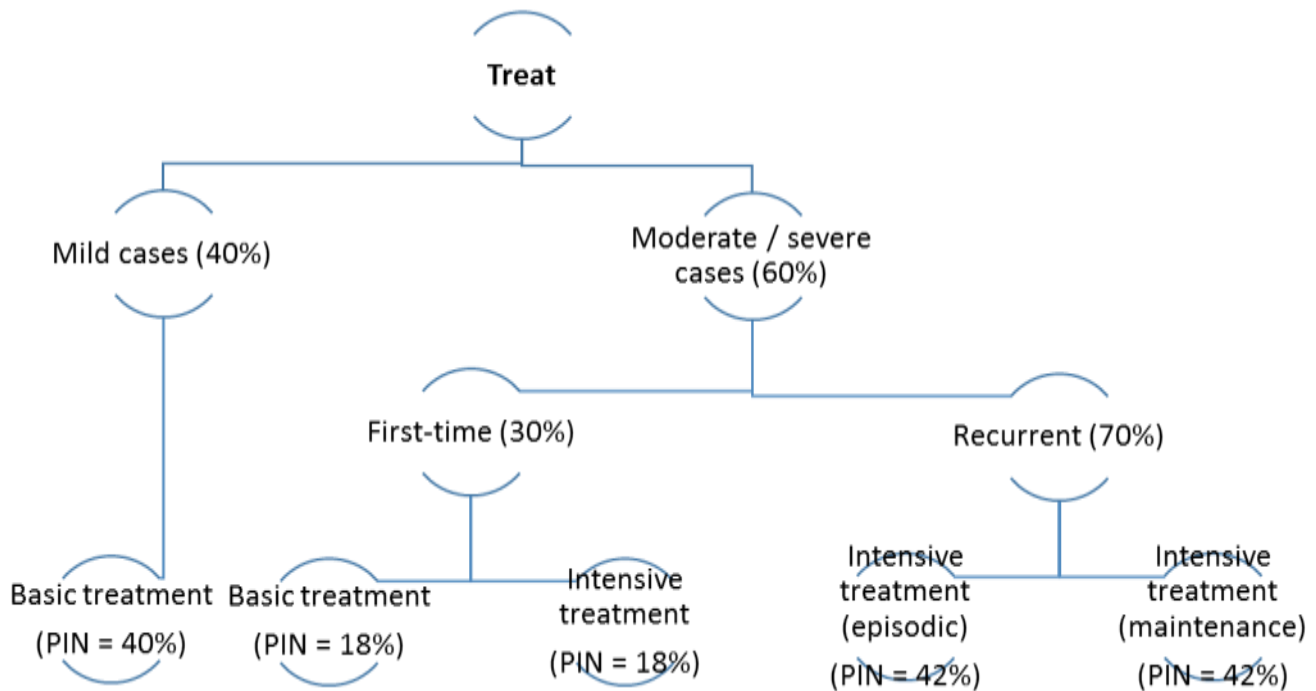 Treat
Mild cases (40%)
Moderate / severe
cases (60%)
First-time (30%)
Recurrent (70%)
Basic treatment
(PIN = 40%)
Basic treatment
(PIN = 18%)
Intensive
treatment
(PIN = 18%)
Intensive
treatment
(episodic)
(PIN = 42%)
Intensive
treatment
(maintenance)
(PIN = 42%)